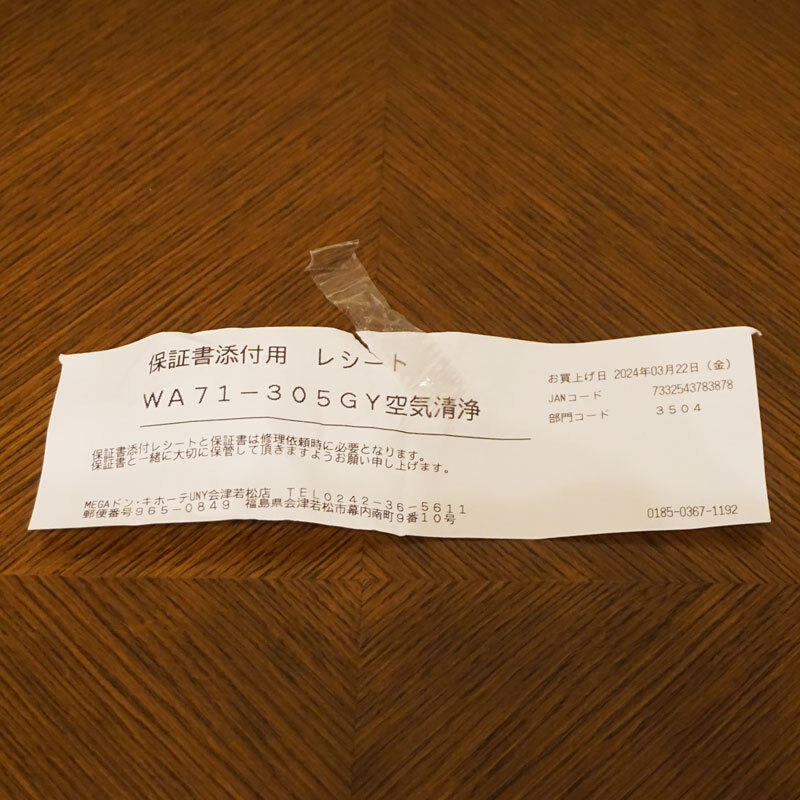 保証書添付用　レシート
ＷＡ７１－３０５ＧＹ空気清浄
お買上げ日 2024年03月22日（金）
JANコード 7332543783878
部門コード ３５０４
保証書添付レシートと保証書は修理依頼時に必要となります。
保証書と一緒に大切に保管して頂きますようお願い申し上げます。
MEGAドン・キホーテUNY会津若松店　ＴＥＬ０２４２－３６－５６１１
郵便番号９６５－０８４９　福島県会津若松市幕内南町９番１０号
0185-0367-1192